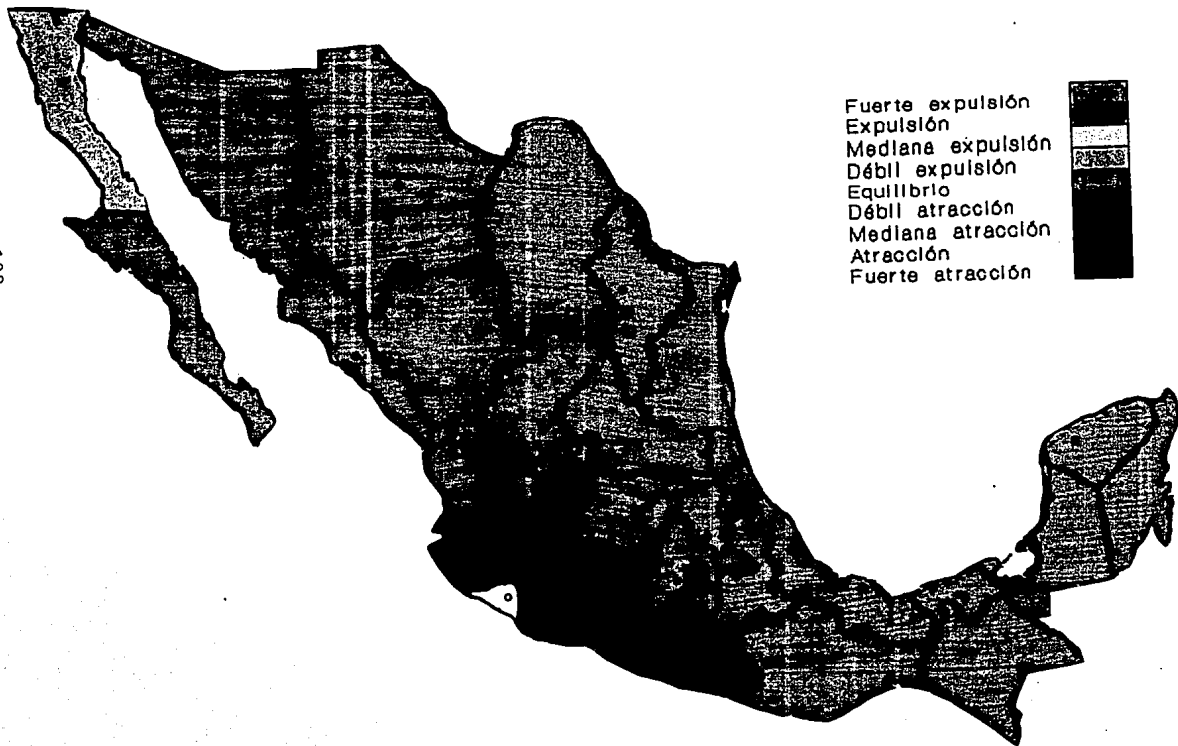 Fuerte expulsión
Expulsión
Mediana expulsión
Débil expulsión
Equilibrio
Débil atracción
Mediana atracción
Atracción
Fuerte atracción